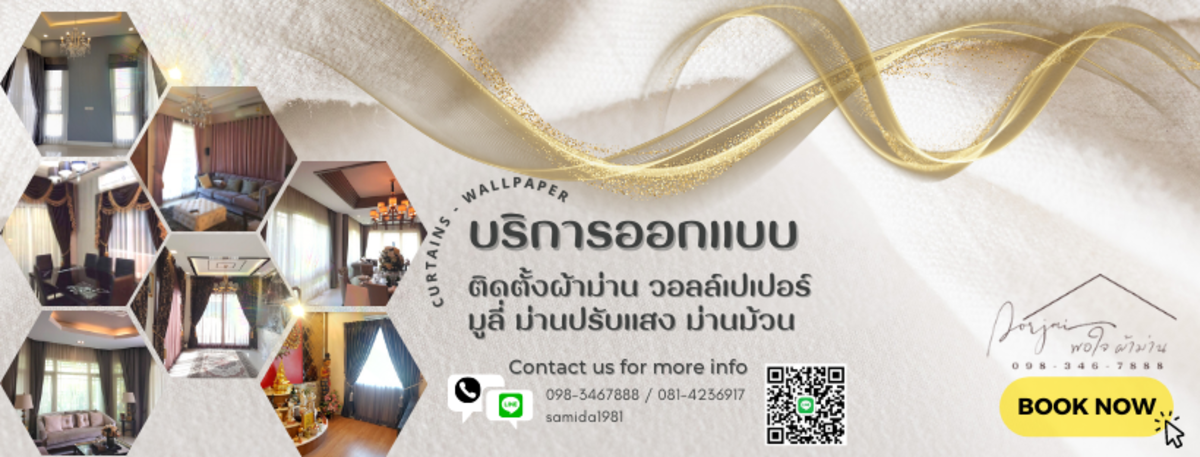 CURTAINS - WALLPAPER
บริการออกแบบ
ติดตั้งผ้าม่าน วอลล์เปเปอร์
มูลี่ ม่านปรับแสง ม่านม้วน
Contact us for more info
098-3467888 / 081-4236917
samida1981
LINE
Porjai
พอใจ ผ้าม่าน
098-346-7888
BOOK NOW